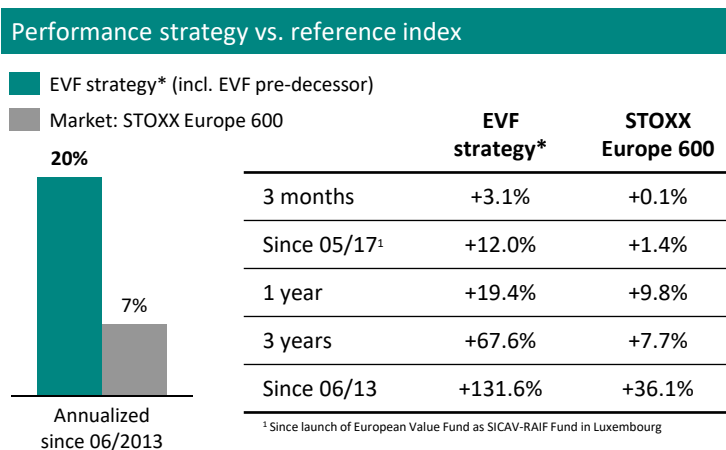 Performance strategy vs. reference index
EVF strategy* (incl. EVF pre-decessor)
Market: STOXX Europe 600
20%
7%
Annualized
since 06/2013
EVF STOXX
strategy* Europe 600
3 months +3.1% +0.1%
Since 05/17¹ +12.0% +1.4%
1 year +19.4% +9.8%
3 years +67.6% +7.7%
Since 06/13 +131.6% +36.1%
¹ Since launch of European Value Fund as SICAV-RAIF Fund in Luxembourg